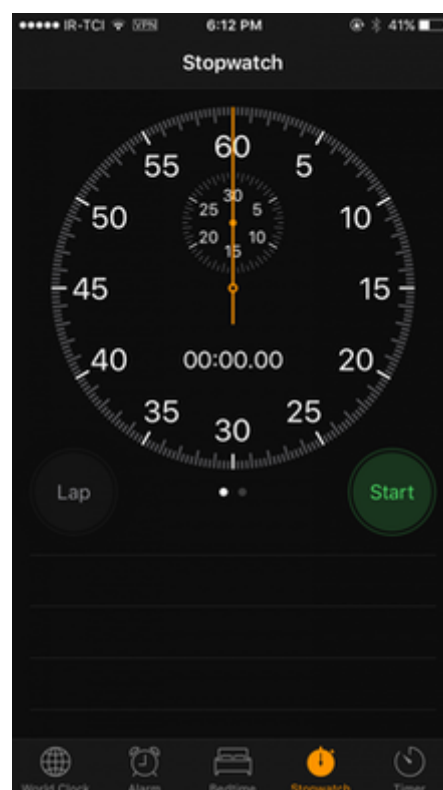 IR-TCI VPN 6:12 PM 41%
Stopwatch
60
55 5
30
50 25 5 10
20 10
15
45 15
40 00:00.00 20
35 25
30
Lap Start
World Clock Alarm Bedtime Stopwatch Timer